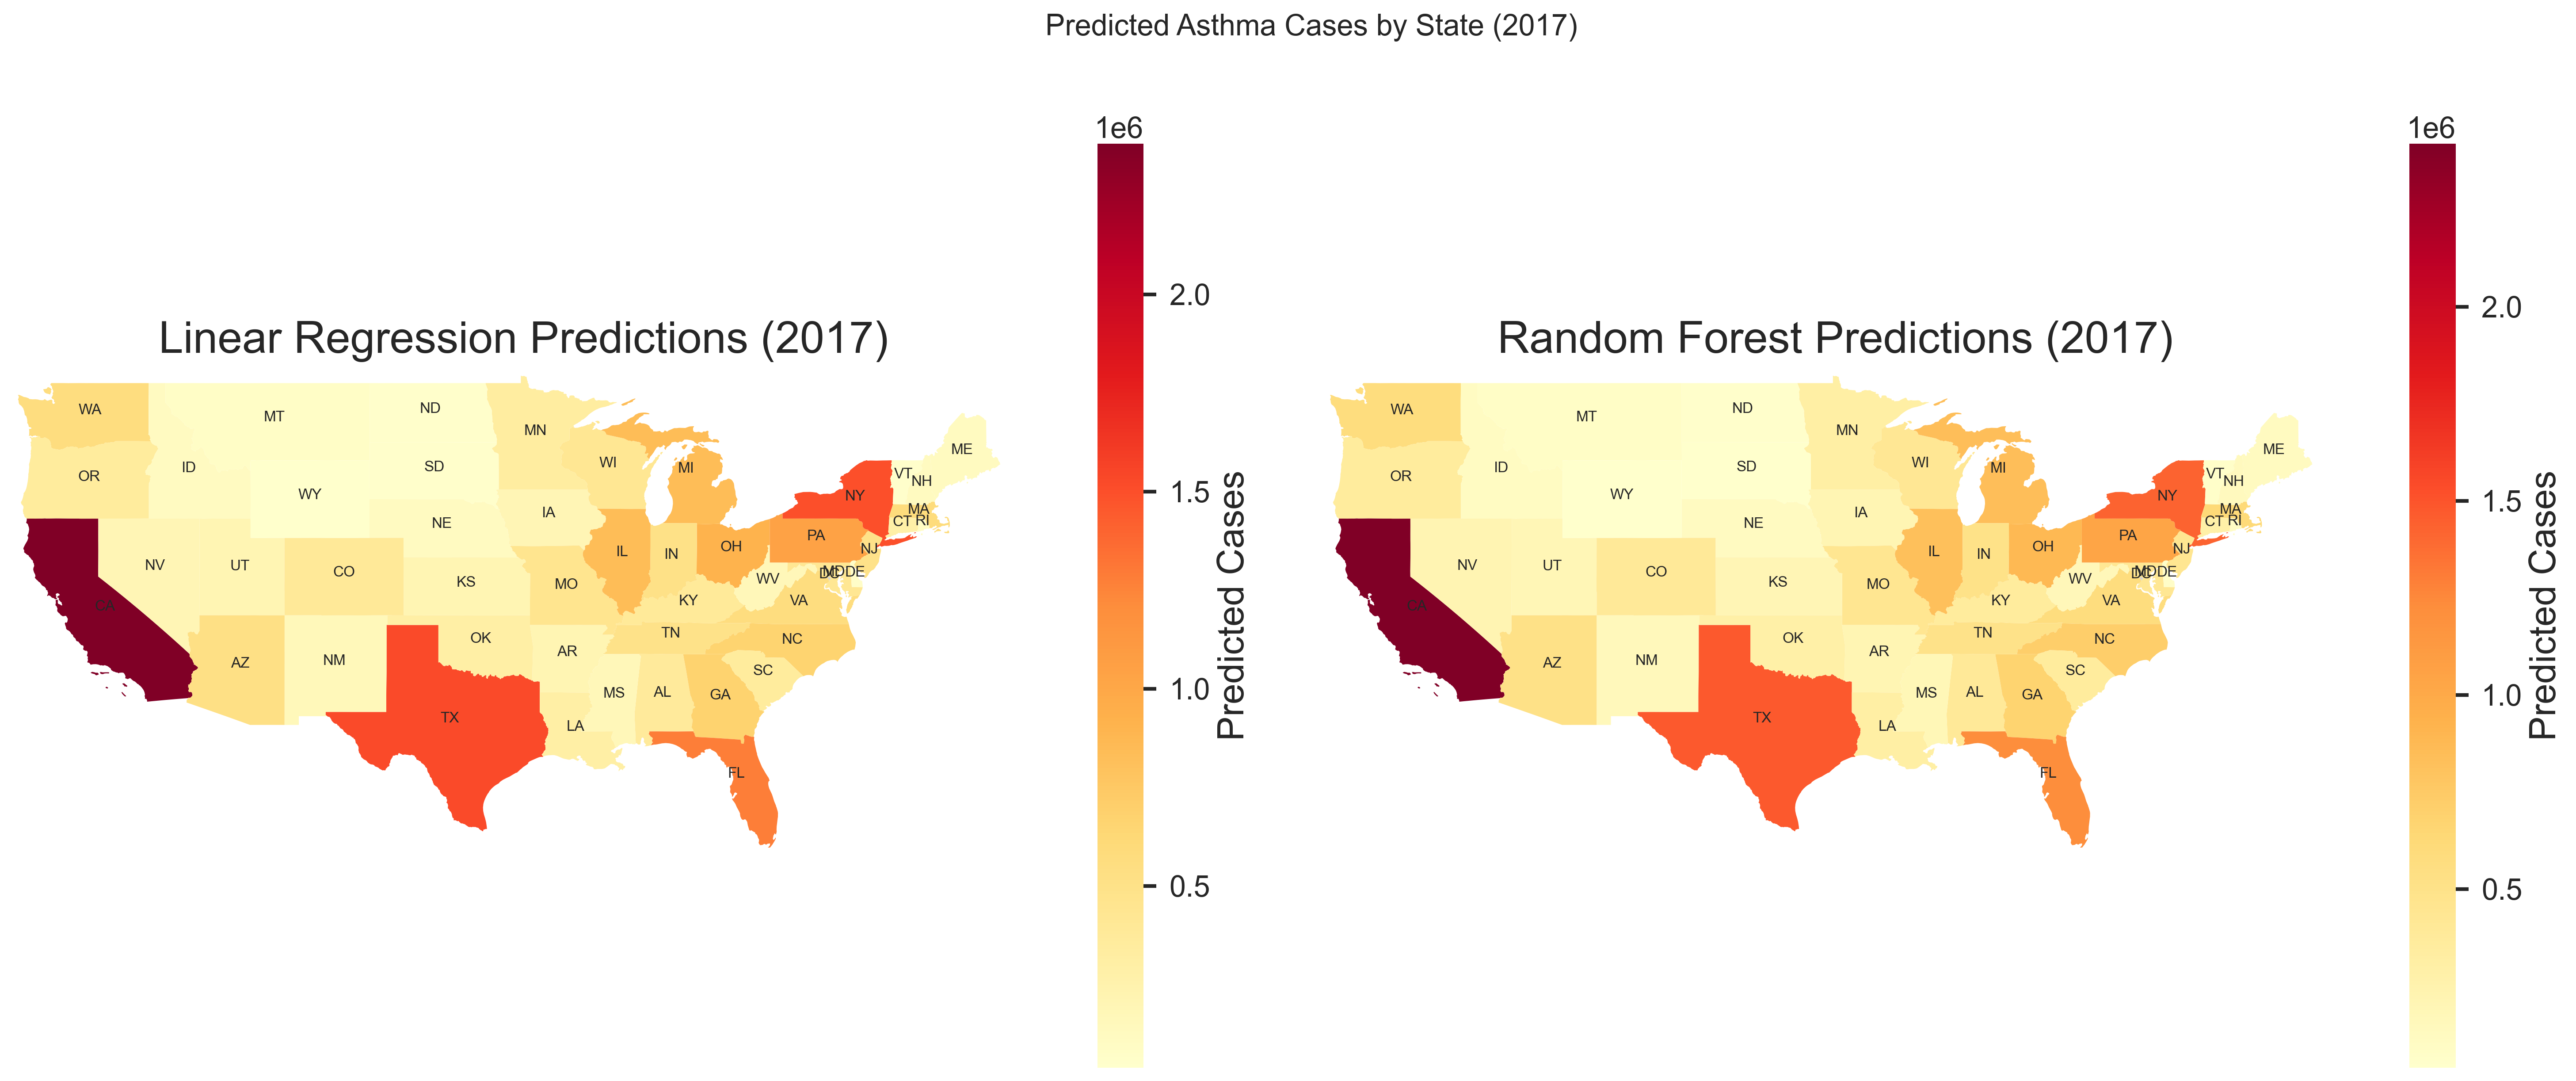 Predicted Asthma Cases by State (2017)
Linear Regression Predictions (2017)
WA
MT
ND
MN
OR
ID
SD
WI
MI
WY
VT
NH
ME
NY
IA
NE
MA
CT
RI
PA
NV
UT
CO
KS
MO
IL
IN
OH
NJ
WV
DC
MD
DE
CA
KY
VA
AZ
NM
OK
AR
TN
NC
SC
TX
LA
MS
AL
GA
FL
1e6
2.0
1.5
1.0
0.5
Predicted Cases
Random Forest Predictions (2017)
WA
MT
ND
MN
OR
ID
SD
WI
MI
WY
VT
NH
ME
NY
IA
NE
MA
CT
RI
PA
NV
UT
CO
KS
MO
IL
IN
OH
NJ
WV
DC
MD
DE
CA
KY
VA
AZ
NM
OK
AR
TN
NC
SC
TX
LA
MS
AL
GA
FL
1e6
2.0
1.5
1.0
0.5
Predicted Cases